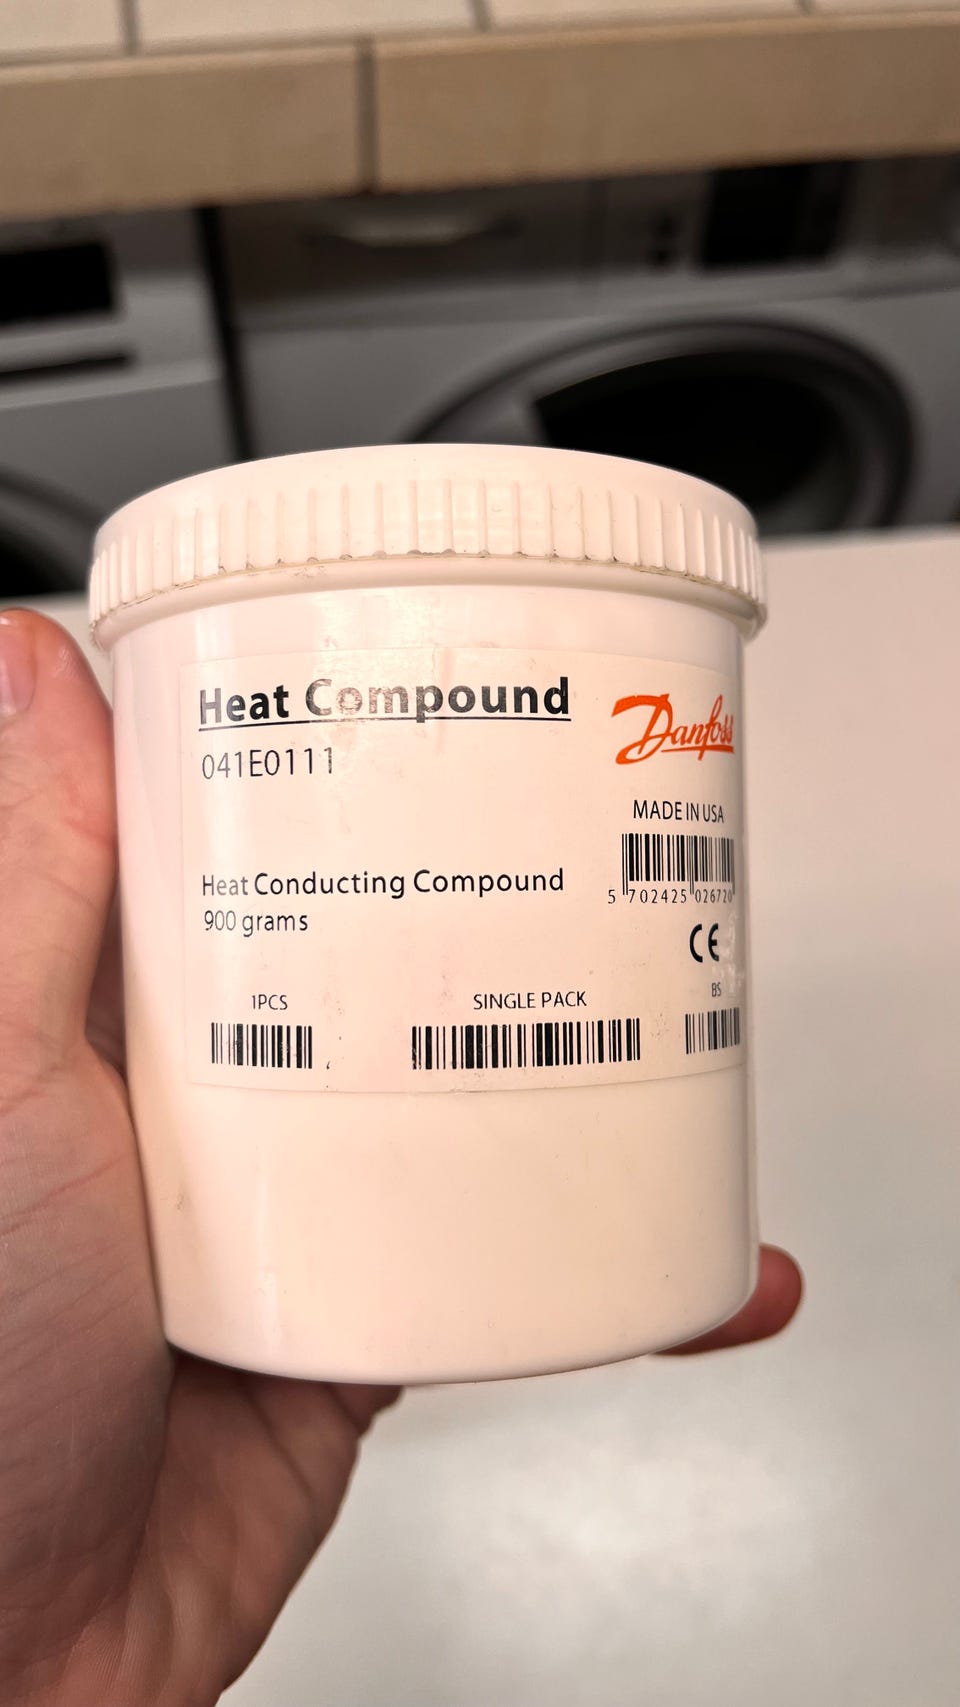 Heat Compound
041E0111
Danfoss
MADE IN USA
5 702425 026720
Heat Conducting Compound
900 grams
CE
BS
1PCS
SINGLE PACK